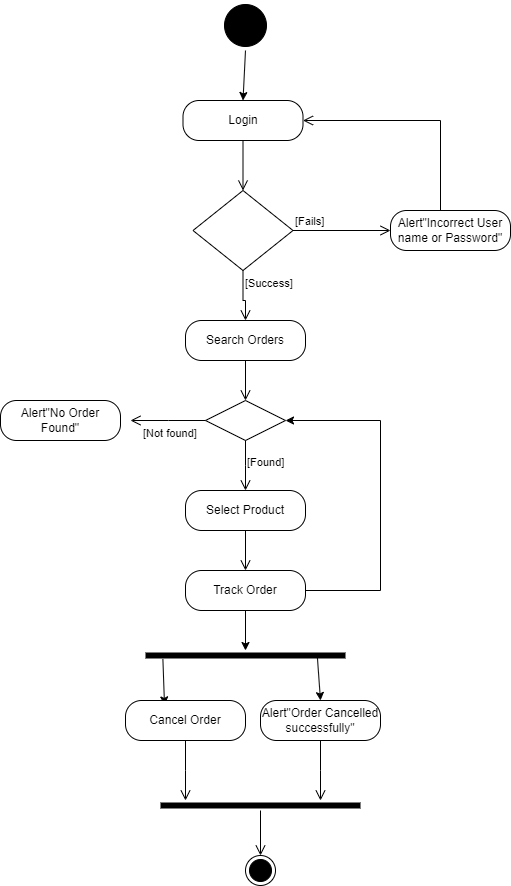 Login
[Fails]
Alert"Incorrect User
name or Password"
[Success]
Search Orders
Alert"No Order
Found"
[Not found]
[Found]
Select Product
Track Order
Cancel Order
Alert"Order Cancelled
successfully"